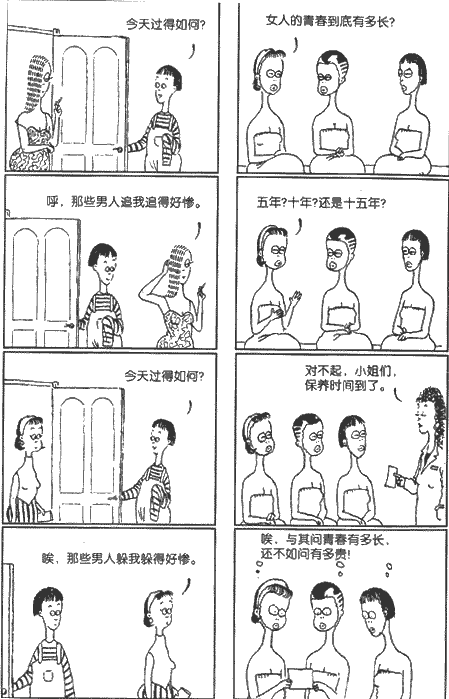 今天过得如何?
呼，那些男人追我追得好惨。
今天过得如何?
唉，那些男人躲我躲得好惨。
女人的青春到底有多长?
五年?十年?还是十五年?
对不起，小姐们，
保养时间到了。
唉，与其问青春有多长，
还不如问有多贵!